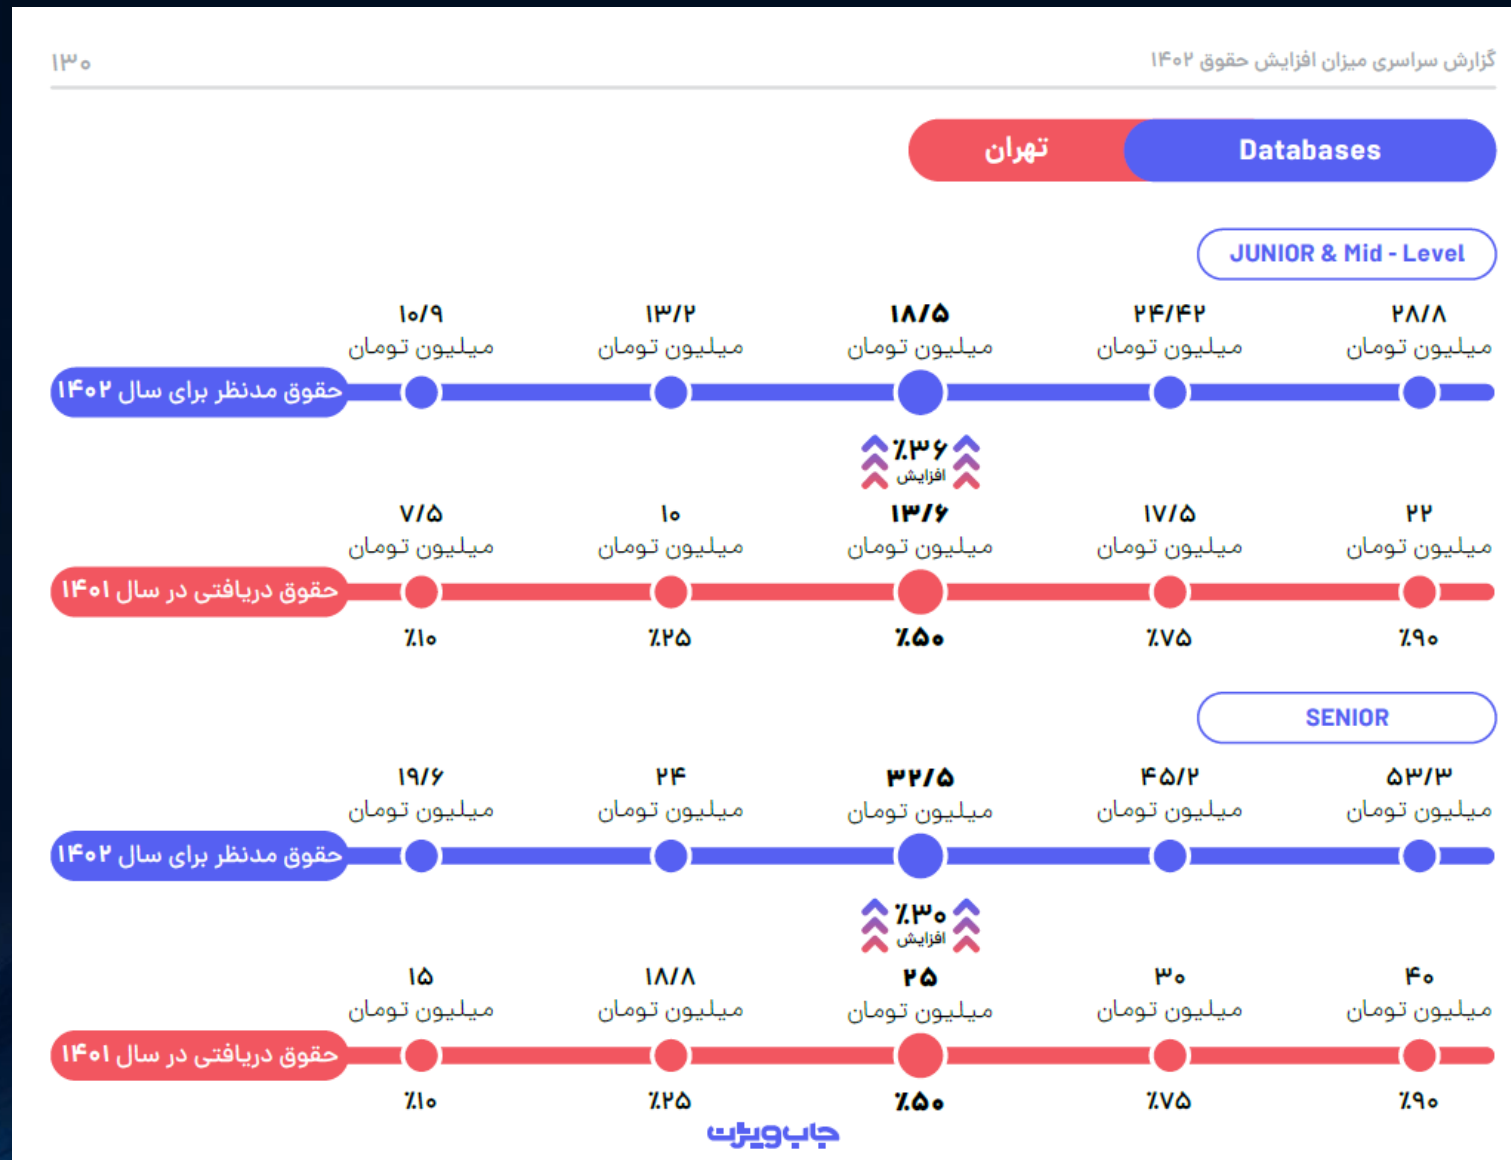 گزارش سراسری میزان افزایش حقوق ۱۴۰۲
۱۳۰
Databases
تهران
JUNIOR & Mid - Level
۲۸/۸ ۲۴/۴۲ ۱۸/۵ ۱۳/۲ ۱۰/۹
میلیون تومان میلیون تومان میلیون تومان میلیون تومان میلیون تومان
حقوق مدنظر برای سال ۱۴۰۲
٪۳۶
افزایش
۲۲ ۱۷/۵ ۱۳/۶ ۱۰ ۷/۵
میلیون تومان میلیون تومان میلیون تومان میلیون تومان میلیون تومان
حقوق دریافتی در سال ۱۴۰۱
٪۹۰ ٪۷۵ ٪۵۰ ٪۲۵ ٪۱۰
SENIOR
۵۳/۳ ۴۵/۲ ۳۲/۵ ۲۴ ۱۹/۶
میلیون تومان میلیون تومان میلیون تومان میلیون تومان میلیون تومان
حقوق مدنظر برای سال ۱۴۰۲
٪۳۰
افزایش
۴۰ ۳۰ ۲۵ ۱۸/۸ ۱۵
میلیون تومان میلیون تومان میلیون تومان میلیون تومان میلیون تومان
حقوق دریافتی در سال ۱۴۰۱
٪۹۰ ٪۷۵ ٪۵۰ ٪۲۵ ٪۱۰
جاب‌ویژن